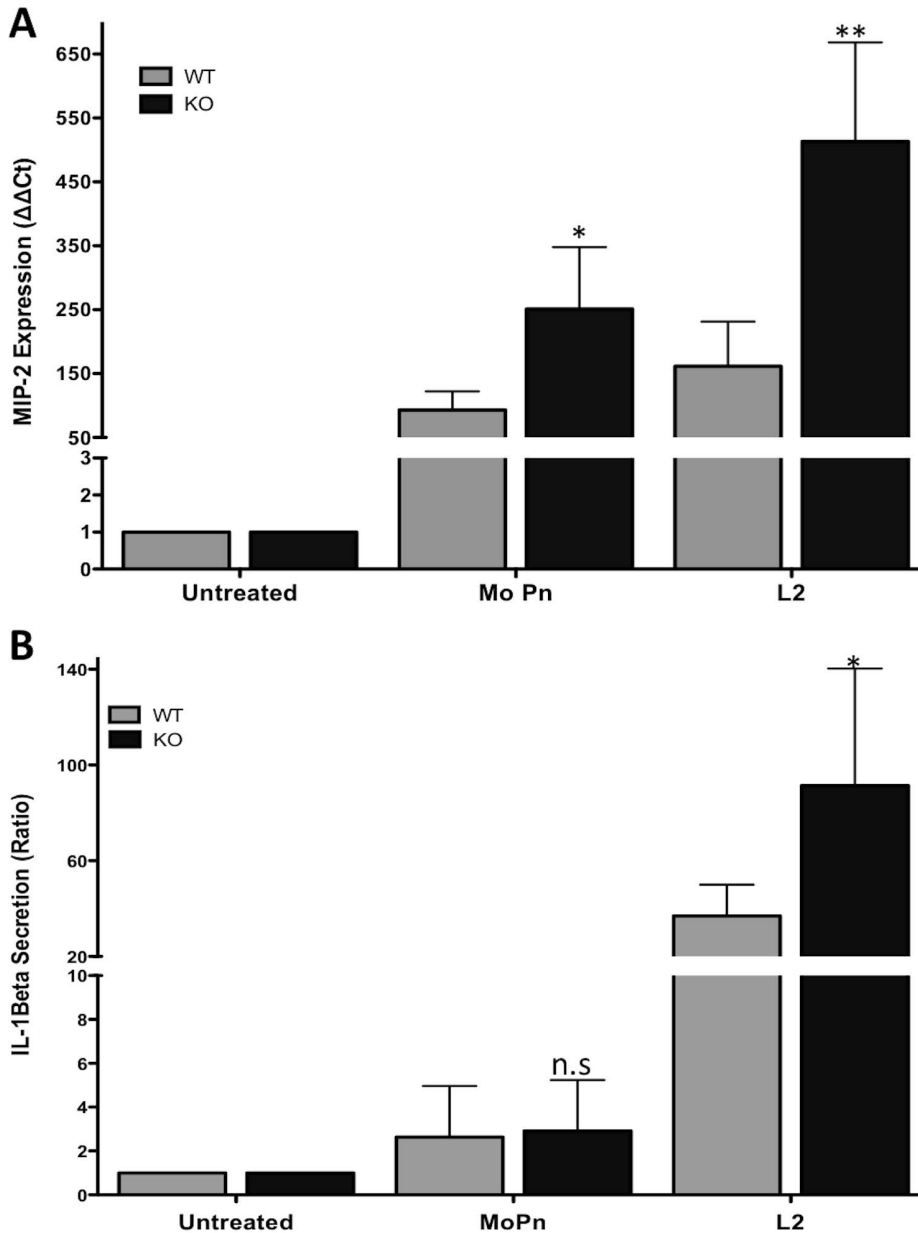 A
WT
KO
MIP-2 Expression (ΔΔCt)
650
550
450
350
250
150
50
3
2
1
0
*
**
Untreated
Mo Pn
L2
B
WT
KO
IL-1Beta Secretion (Ratio)
140
100
60
20
10
8
6
4
2
0
n.s
*
Untreated
MoPn
L2